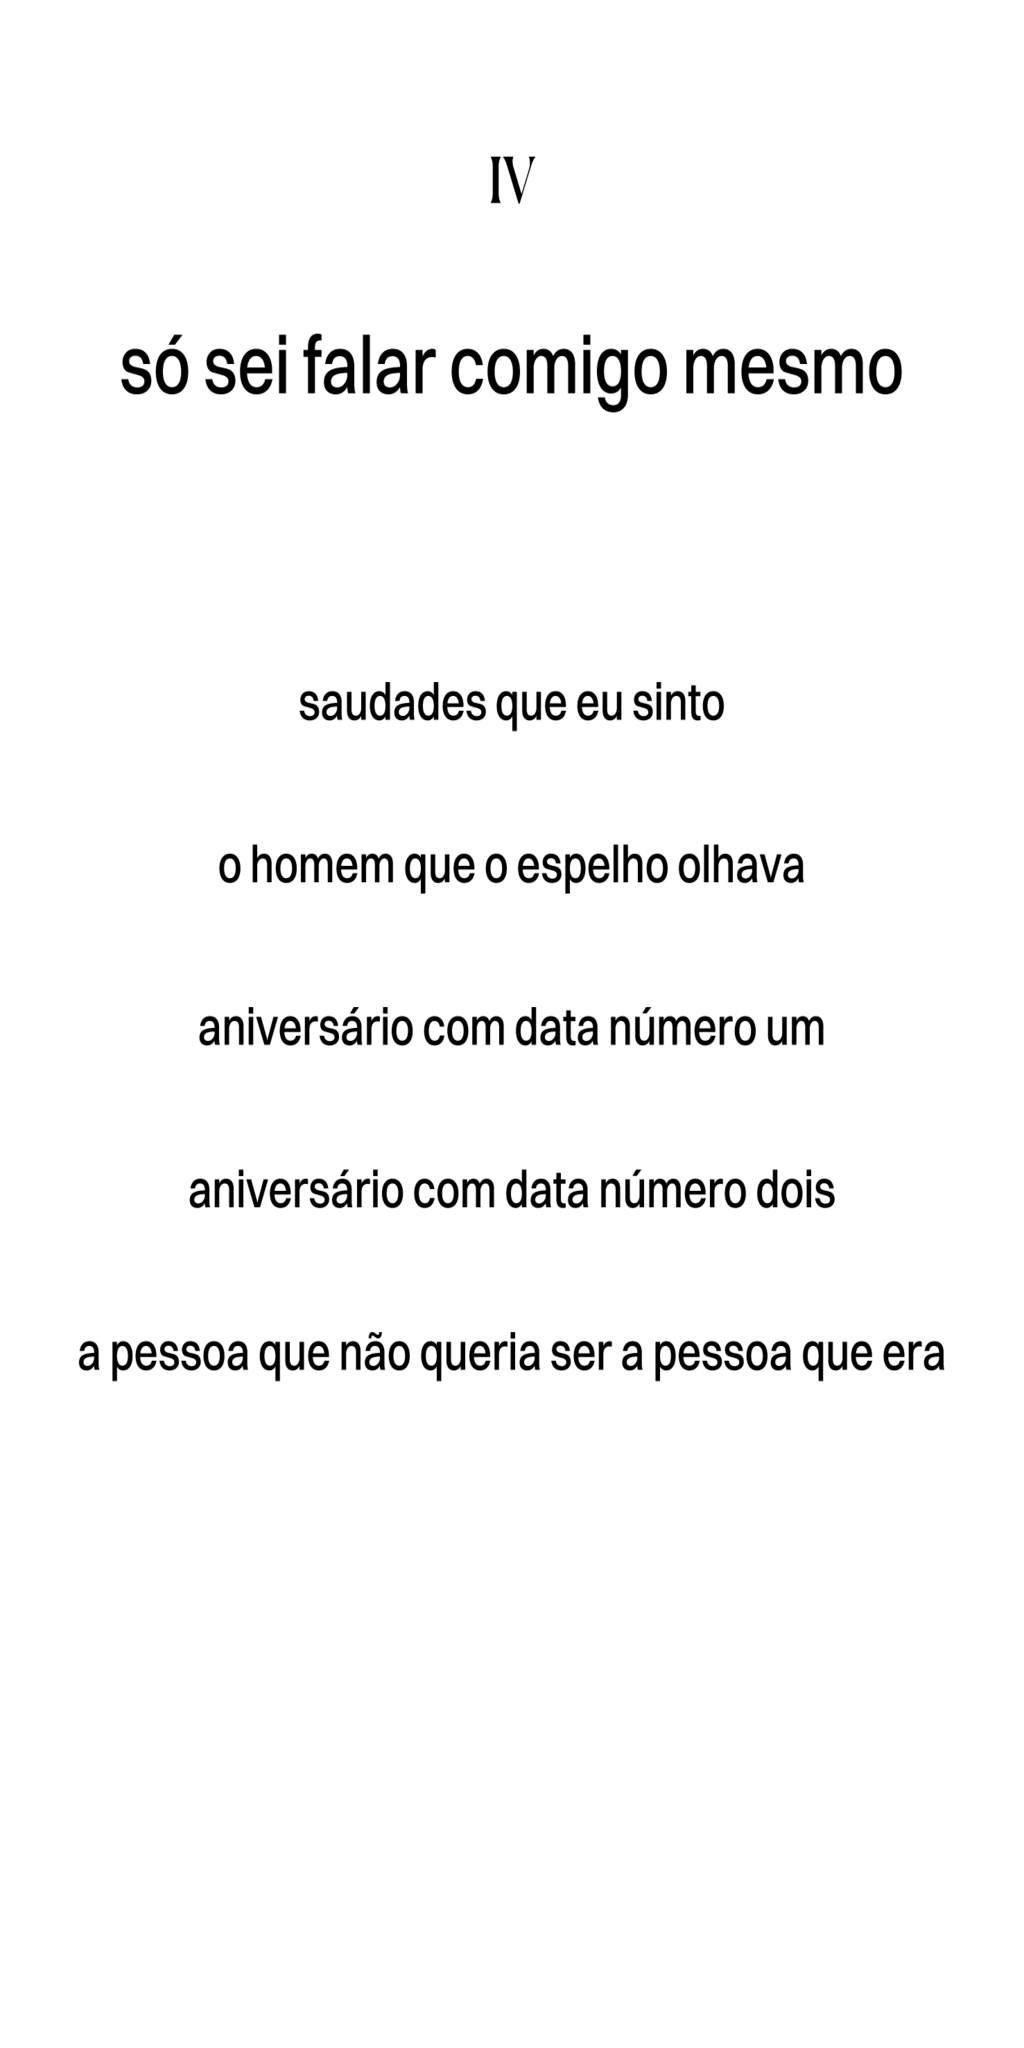 IV
só sei falar comigo mesmo
saudades que eu sinto
o homem que o espelho olhava
aniversário com data número um
aniversário com data número dois
a pessoa que não queria ser a pessoa que era